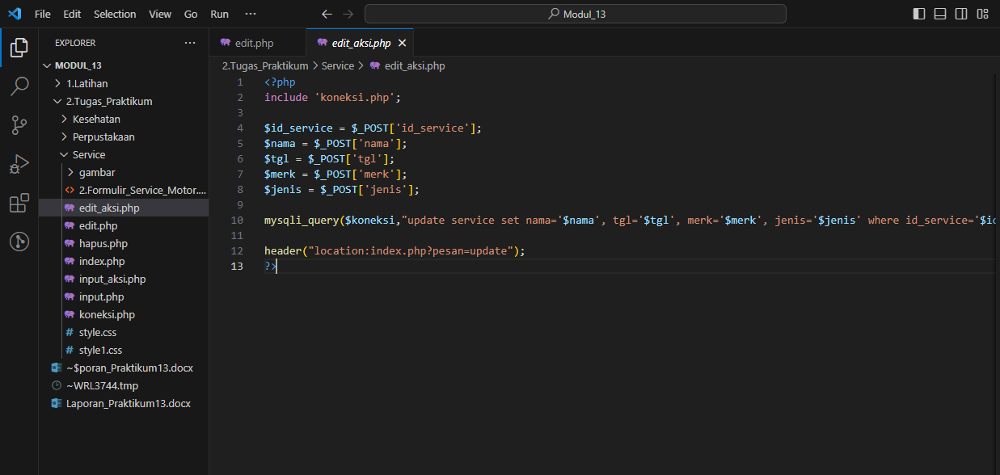 File Edit Selection View Go Run ···
Modul_13
EXPLORER ···
MODUL_13
1.Latihan
2.Tugas_Praktikum
Kesehatan
Perpustakaan
Service
gambar
2.Formulir_Service_Motor....
edit_aksi.php
edit.php
hapus.php
index.php
input_aksi.php
input.php
koneksi.php
# style.css
# style1.css
~$poran_Praktikum13.docx
~WRL3744.tmp
Laporan_Praktikum13.docx
edit.php
edit_aksi.php
2.Tugas_Praktikum > Service > edit_aksi.php
1 <?php
2 include 'koneksi.php';
3
4 $id_service = $_POST['id_service'];
5 $nama = $_POST['nama'];
6 $tgl = $_POST['tgl'];
7 $merk = $_POST['merk'];
8 $jenis = $_POST['jenis'];
9
10 mysqli_query($koneksi,"update service set nama='$nama', tgl='$tgl', merk='$merk', jenis='$jenis' where id_service='$id
11
12 header("location:index.php?pesan=update");
13 ?>